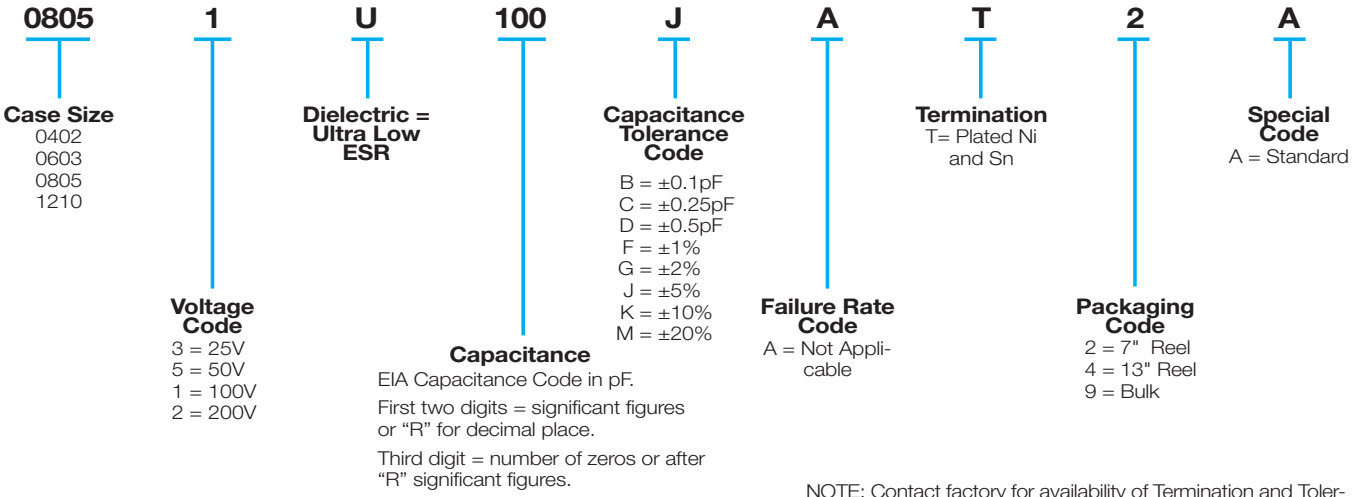 0805 1 U 100 J A T 2 A
Case Size
0402
0603
0805
1210
Voltage
Code
3 = 25V
5 = 50V
1 = 100V
2 = 200V
Dielectric =
Ultra Low
ESR
Capacitance
EIA Capacitance Code in pF.
First two digits = significant figures
or “R” for decimal place.
Third digit = number of zeros or after
“R” significant figures.
Capacitance
Tolerance
Code
B = ±0.1pF
C = ±0.25pF
D = ±0.5pF
F = ±1%
G = ±2%
J = ±5%
K = ±10%
M = ±20%
Failure Rate
Code
A = Not Appli-
cable
Termination
T= Plated Ni
and Sn
Packaging
Code
2 = 7" Reel
4 = 13" Reel
9 = Bulk
Special
Code
A = Standard
NOTE: Contact factory for availability of Termination and Toler-